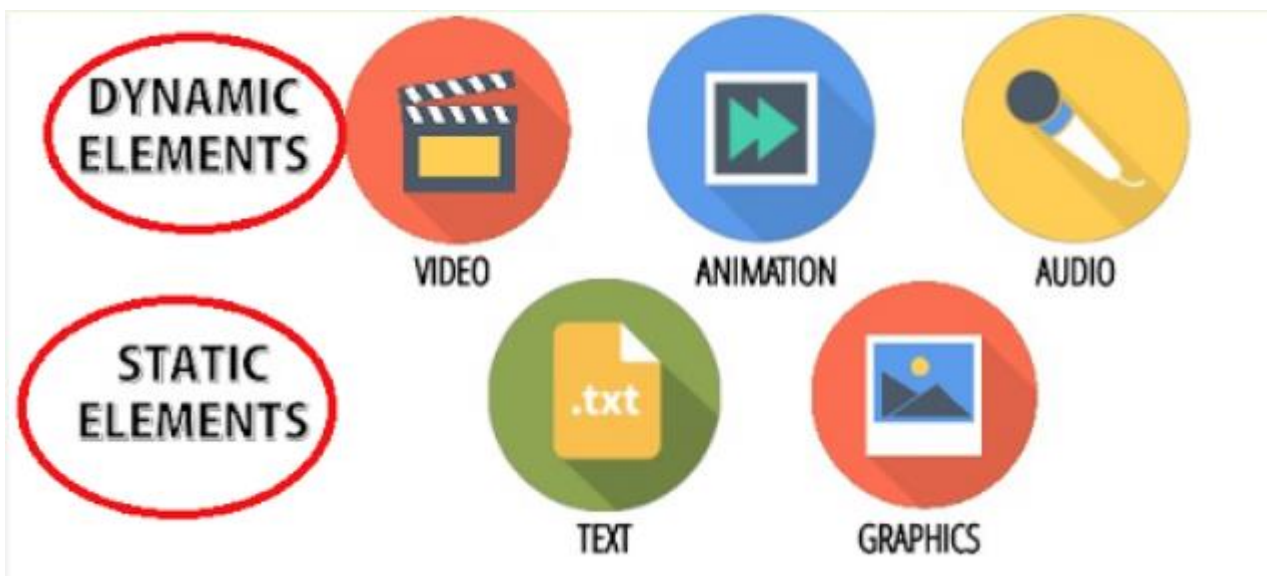 DYNAMIC
ELEMENTS
VIDEO
ANIMATION
AUDIO
STATIC
ELEMENTS
.txt
TEXT
GRAPHICS